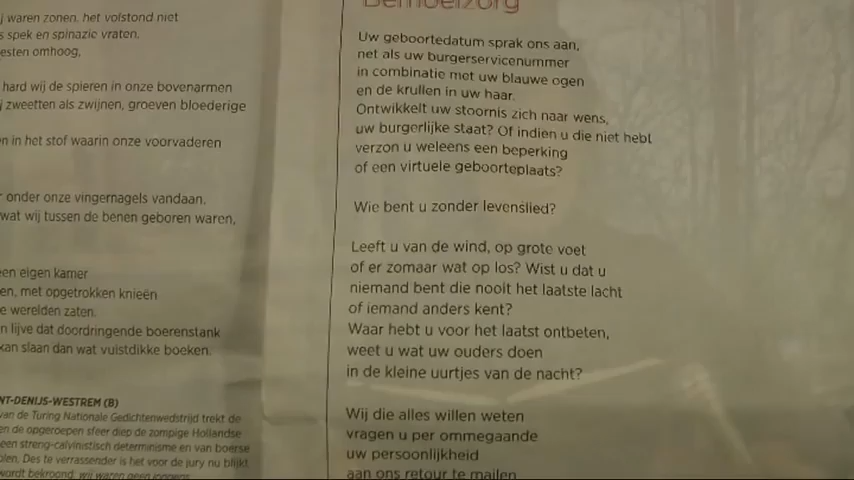 ij waren zonen, het volstond niet
s spek en spinazie vraten.
esten omhoog,
hard wij de spieren in onze bovenarmen
j zweetten als zwijnen, groeven bloederige
n in het stof waarin onze voorvaderen
r onder onze vingernagels vandaan,
wat wij tussen de benen geboren waren,
een eigen kamer
en, met opgetrokken knieën
e werelden zaten.
n lijve dat doordringende boerenstank
kan slaan dan wat vuistdikke boeken.
NT-DENIJS-WESTREM (B)
van de Turing Nationale Gedichtenwedstrijd trekt de
en de opgeroepen sfeer diep de zompige Hollandse
een streng-calvinistisch determinisme en van boerse
olen. Des te verrassender is het voor de jury nu blijkt
wordt bekroond, wij waren geen jongens
Bemoeizorg
Uw geboortedatum sprak ons aan,
net als uw burgerservicenummer
in combinatie met uw blauwe ogen
en de krullen in uw haar.
Ontwikkelt uw stoornis zich naar wens,
uw burgerlijke staat? Of indien u die niet hebt
verzon u weleens een beperking
of een virtuele geboorteplaats?
Wie bent u zonder levenslied?
Leeft u van de wind, op grote voet
of er zomaar wat op los? Wist u dat u
niemand bent die nooit het laatste lacht
of iemand anders kent?
Waar hebt u voor het laatst ontbeten,
weet u wat uw ouders doen
in de kleine uurtjes van de nacht?
Wij die alles willen weten
vragen u per ommegaande
uw persoonlijkheid
aan ons retour te mailen